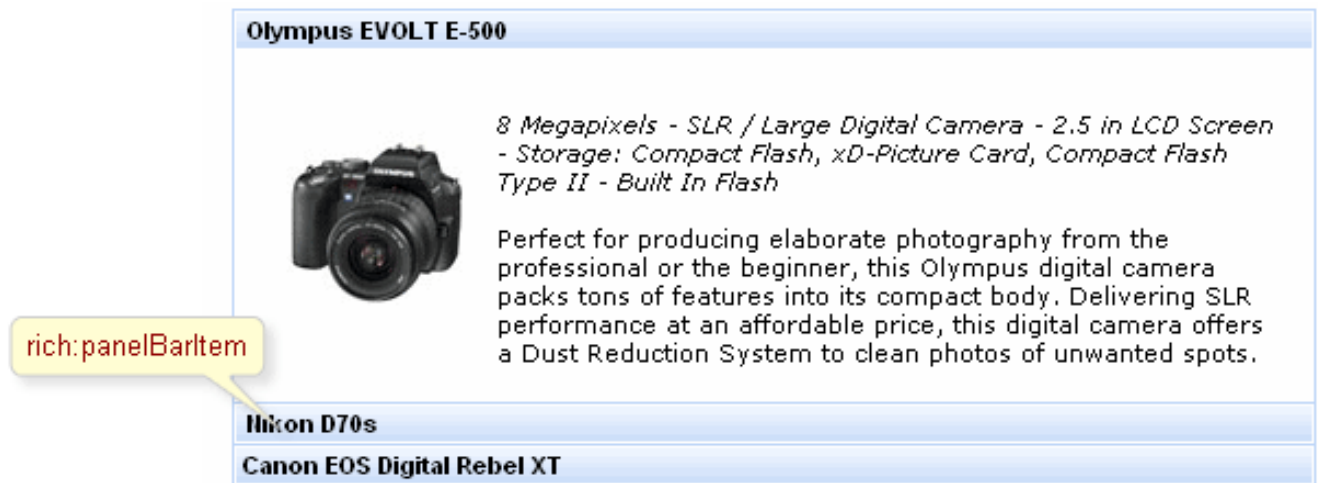 Olympus EVOLT E-500
8 Megapixels - SLR / Large Digital Camera - 2.5 in LCD Screen
- Storage: Compact Flash, xD-Picture Card, Compact Flash
Type II - Built In Flash
Perfect for producing elaborate photography from the
professional or the beginner, this Olympus digital camera
packs tons of features into its compact body. Delivering SLR
performance at an affordable price, this digital camera offers
a Dust Reduction System to clean photos of unwanted spots.
rich:panelBarItem
Nikon D70s
Canon EOS Digital Rebel XT